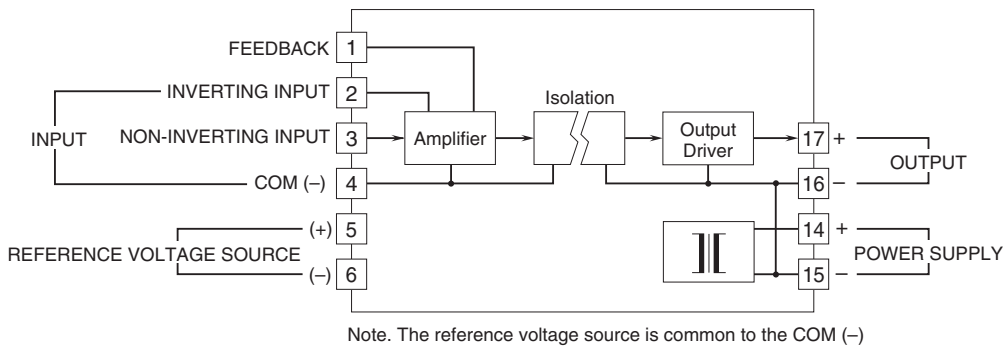 FEEDBACK 1
INVERTING INPUT 2
Isolation
INPUT
NON-INVERTING INPUT 3
Amplifier
Output
Driver
17 +
OUTPUT
COM (–) 4
16 –
(+) 5
14 +
REFERENCE VOLTAGE SOURCE
POWER SUPPLY
(–) 6
15 –
Note. The reference voltage source is common to the COM (–)